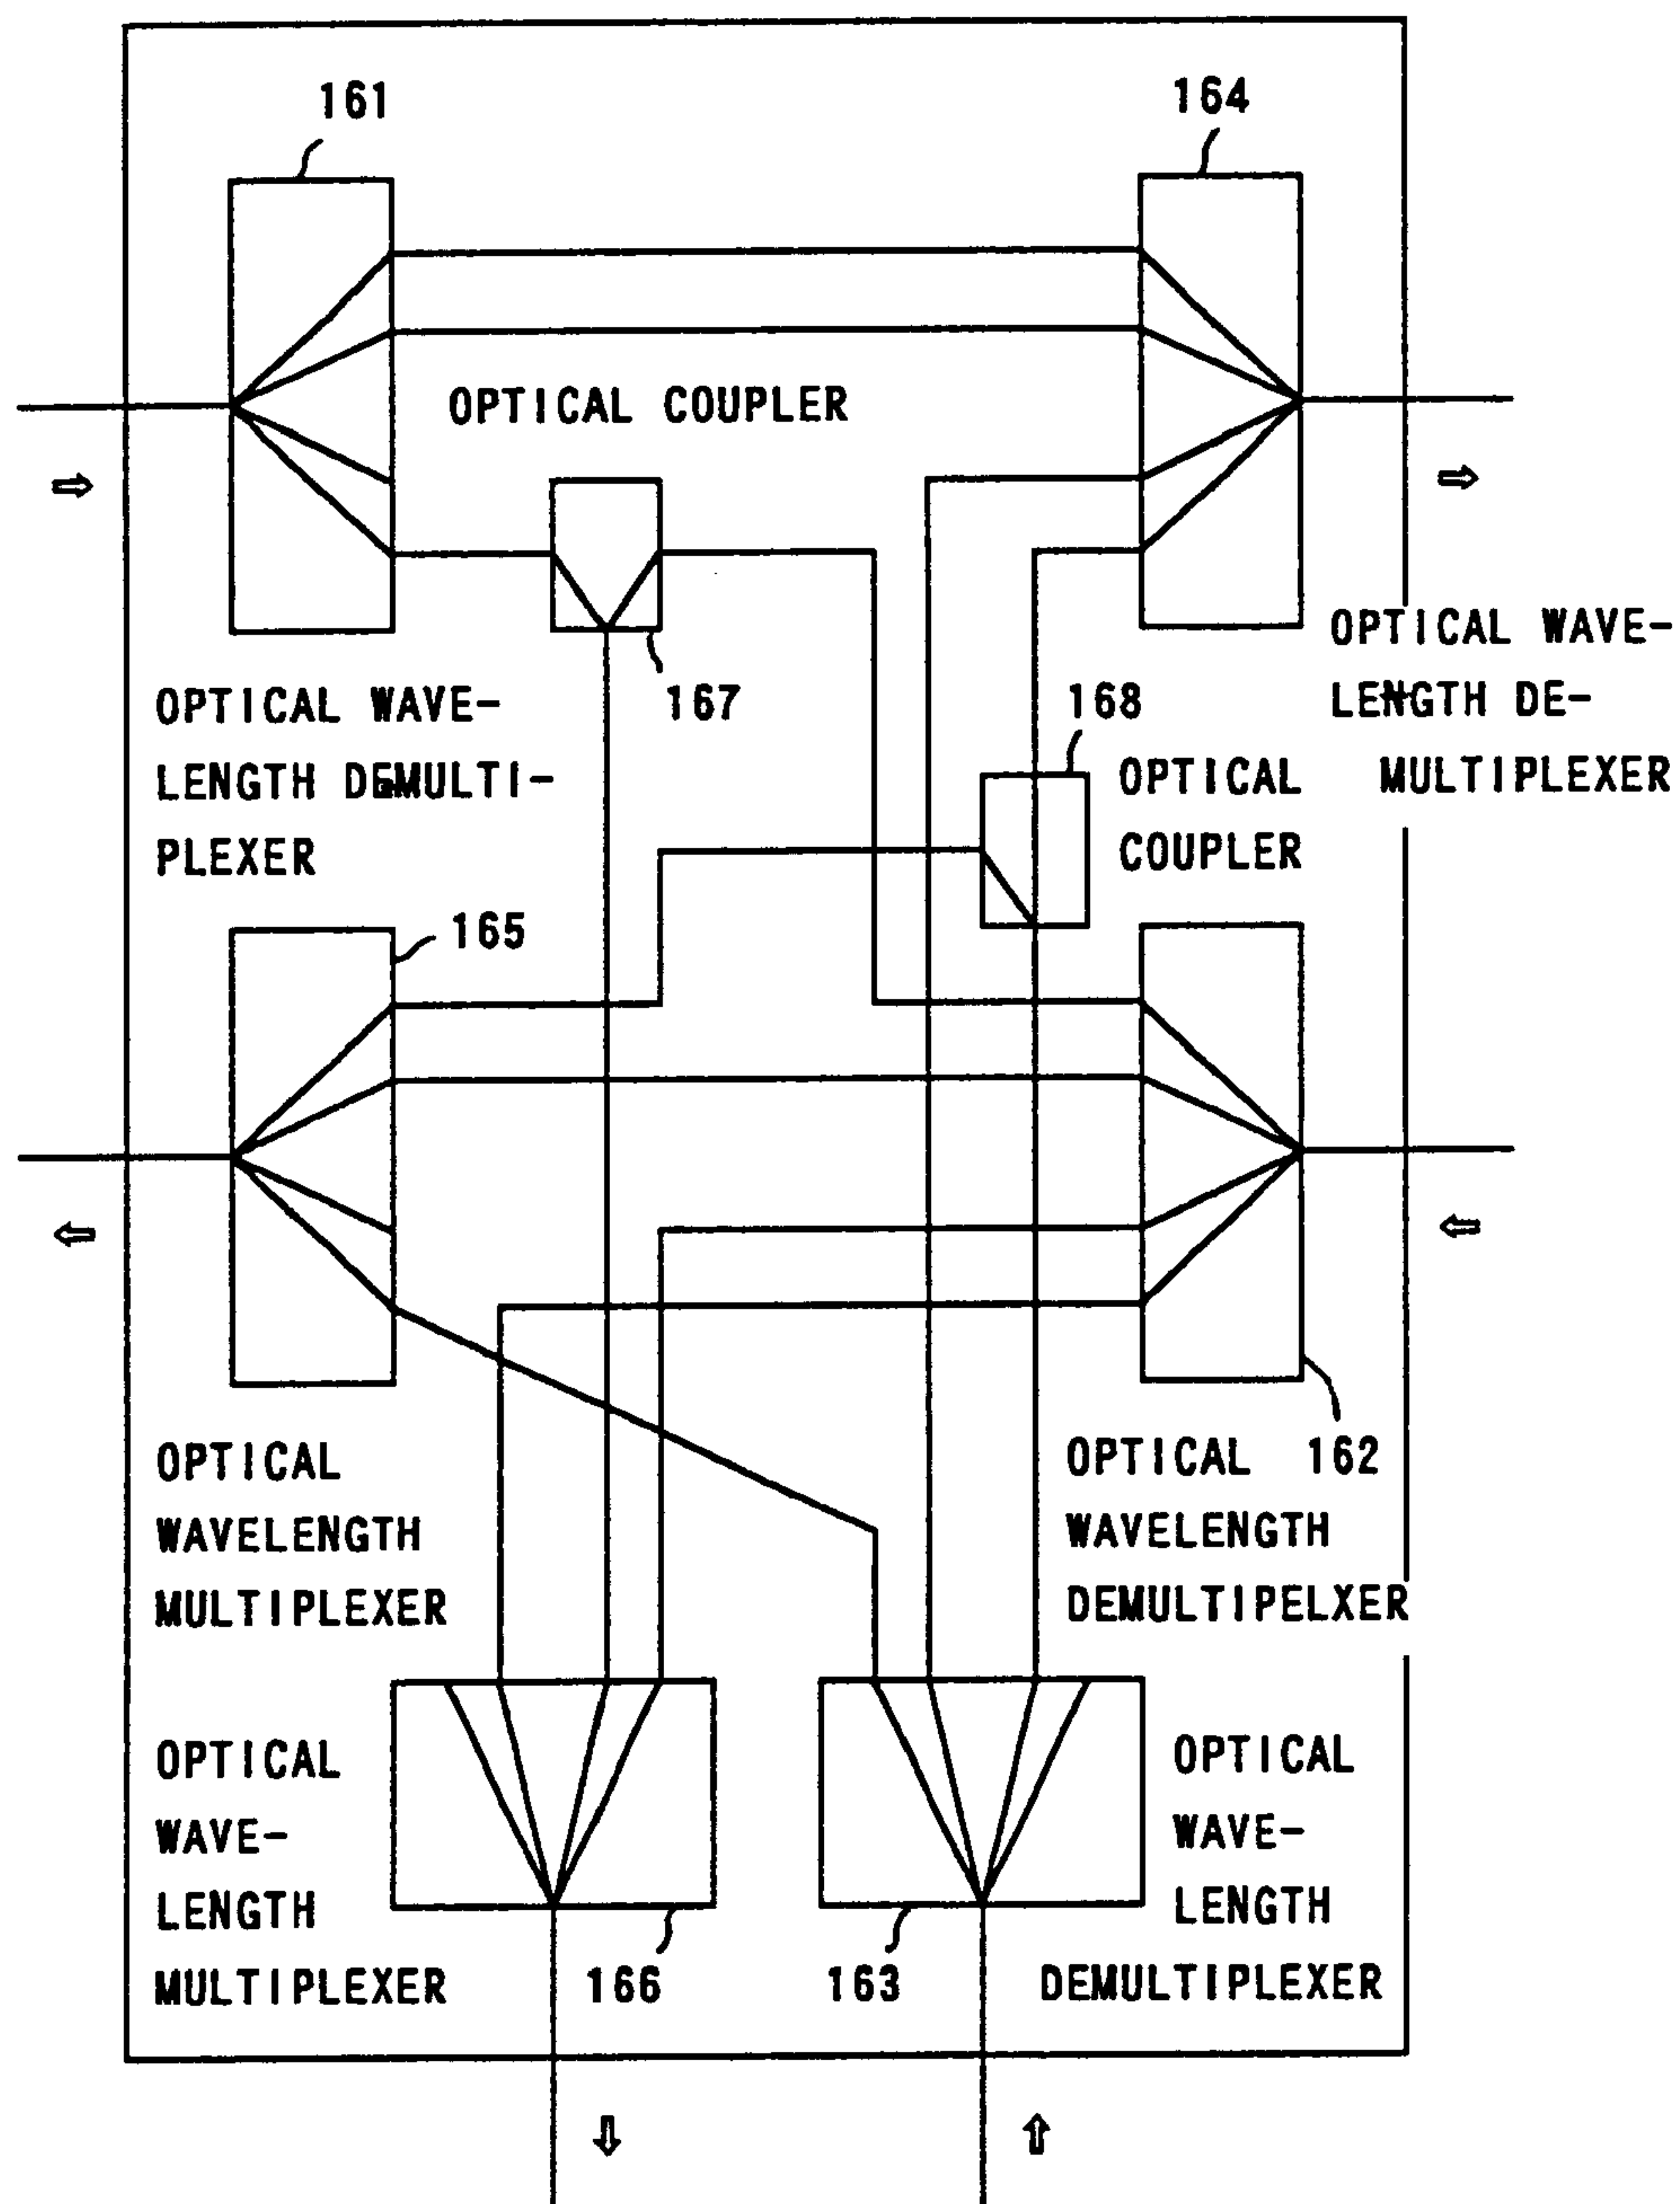 161
164
OPTICAL COUPLER
167
OPTICAL WAVE-
LENGTH DEMULTI-
PLEXER
168
OPTICAL
COUPLER
OPTICAL WAVE-
LENGTH DE-
MULTIPLEXER
165
OPTICAL
WAVELENGTH
MULTIPLEXER
162
OPTICAL
WAVELENGTH
DEMULTIPELXER
OPTICAL
WAVE-
LENGTH
MULTIPLEXER
166
163
OPTICAL
WAVE-
LENGTH
DEMULTIPLEXER